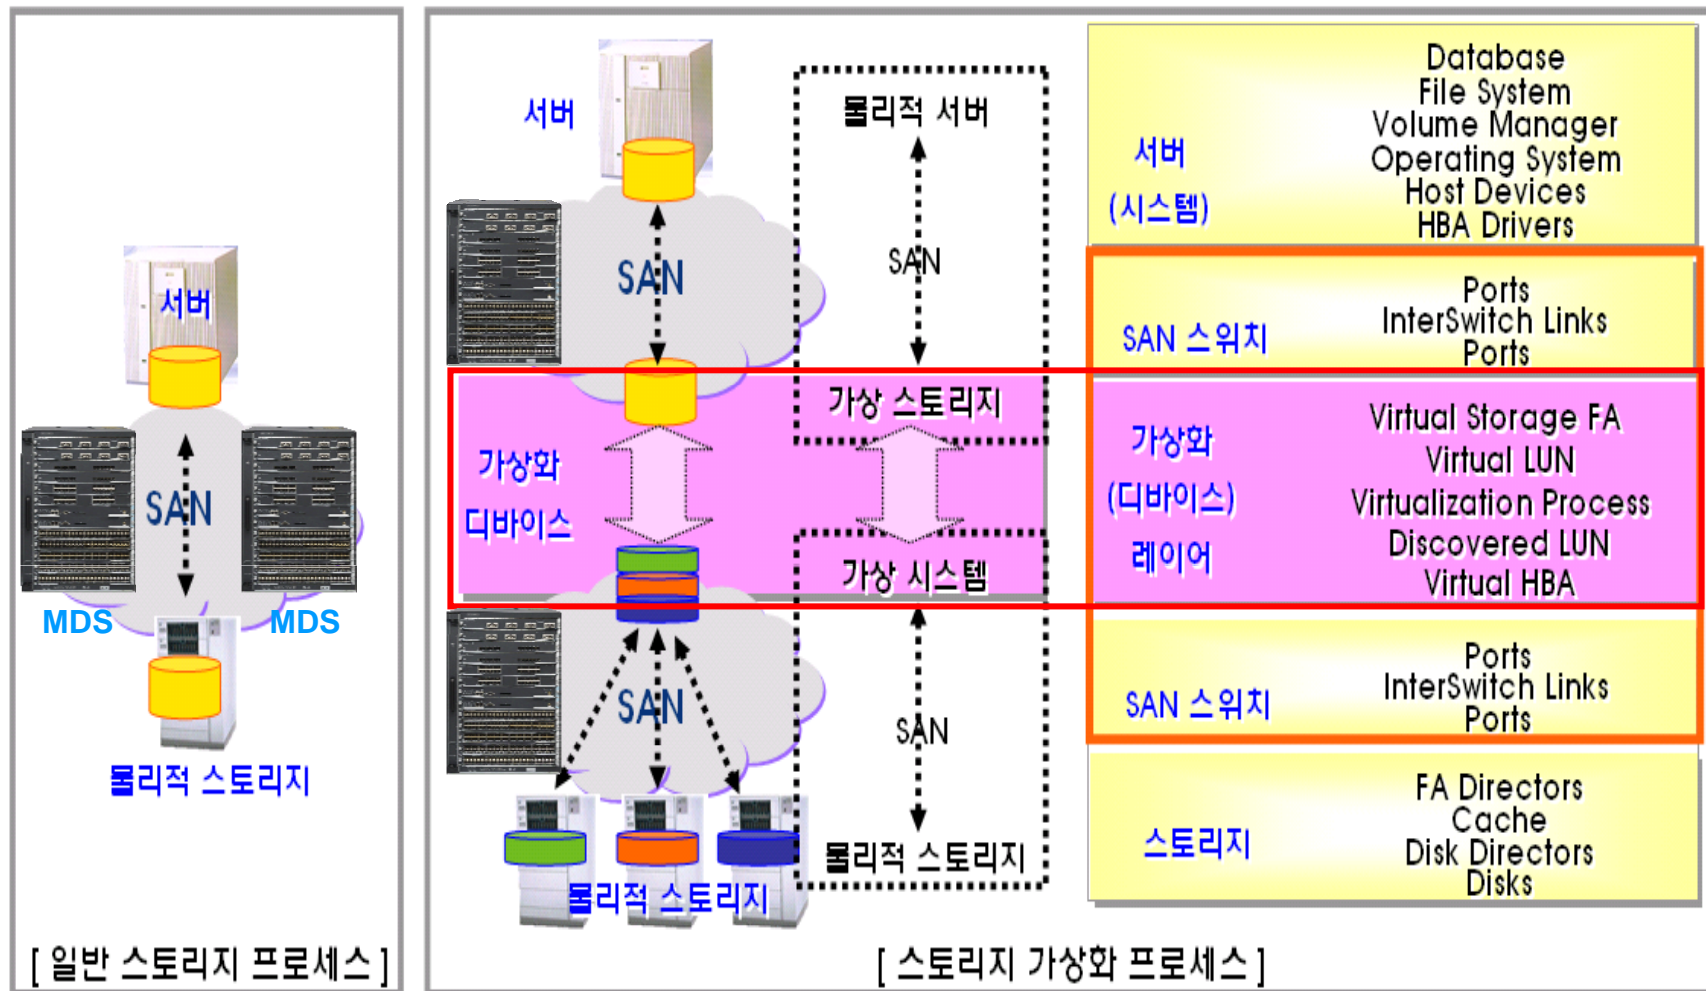 서버
SAN
MDS
MDS
물리적 스토리지
[ 일반 스토리지 프로세스 ]
서버
SAN
가상화
디바이스
SAN
물리적 스토리지
물리적 서버
SAN
가상 스토리지
가상 시스템
SAN
물리적 스토리지
서버
(시스템)
Database
File System
Volume Manager
Operating System
Host Devices
HBA Drivers
SAN 스위치
Ports
InterSwitch Links
Ports
가상화
(디바이스)
레이어
Virtual Storage FA
Virtual LUN
Virtualization Process
Discovered LUN
Virtual HBA
SAN 스위치
Ports
InterSwitch Links
Ports
스토리지
FA Directors
Cache
Disk Directors
Disks
[ 스토리지 가상화 프로세스 ]